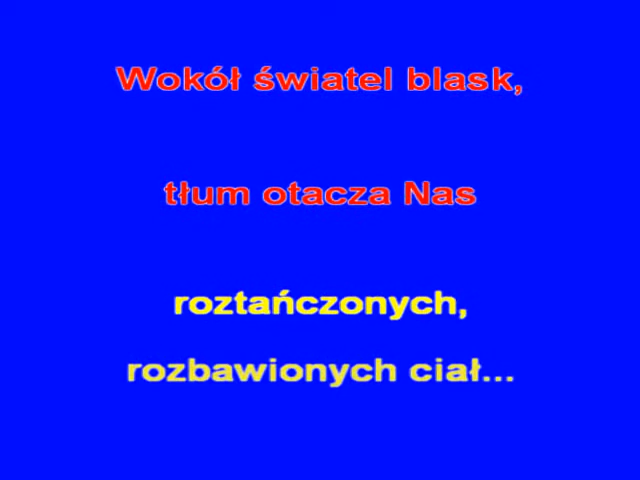 Wokół świateł blask,
tłum otacza Nas
roztańczonych,
rozbawionych ciał...